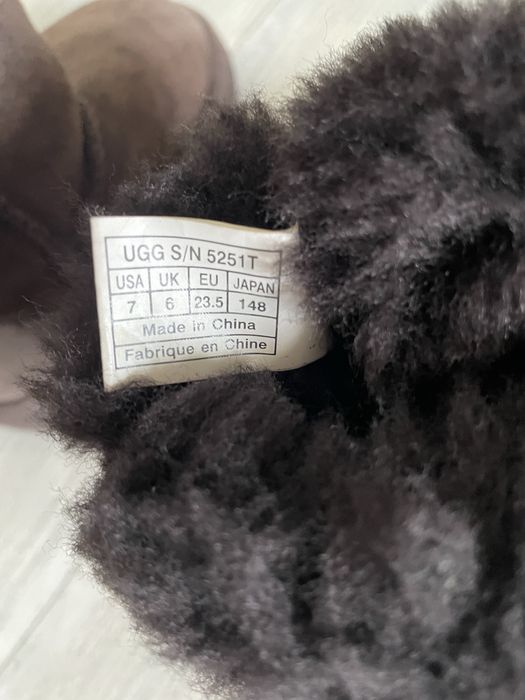 UGG S/N 5251T
USA UK EU JAPAN
7 6 23.5 148
Made in China
Fabrique en Chine